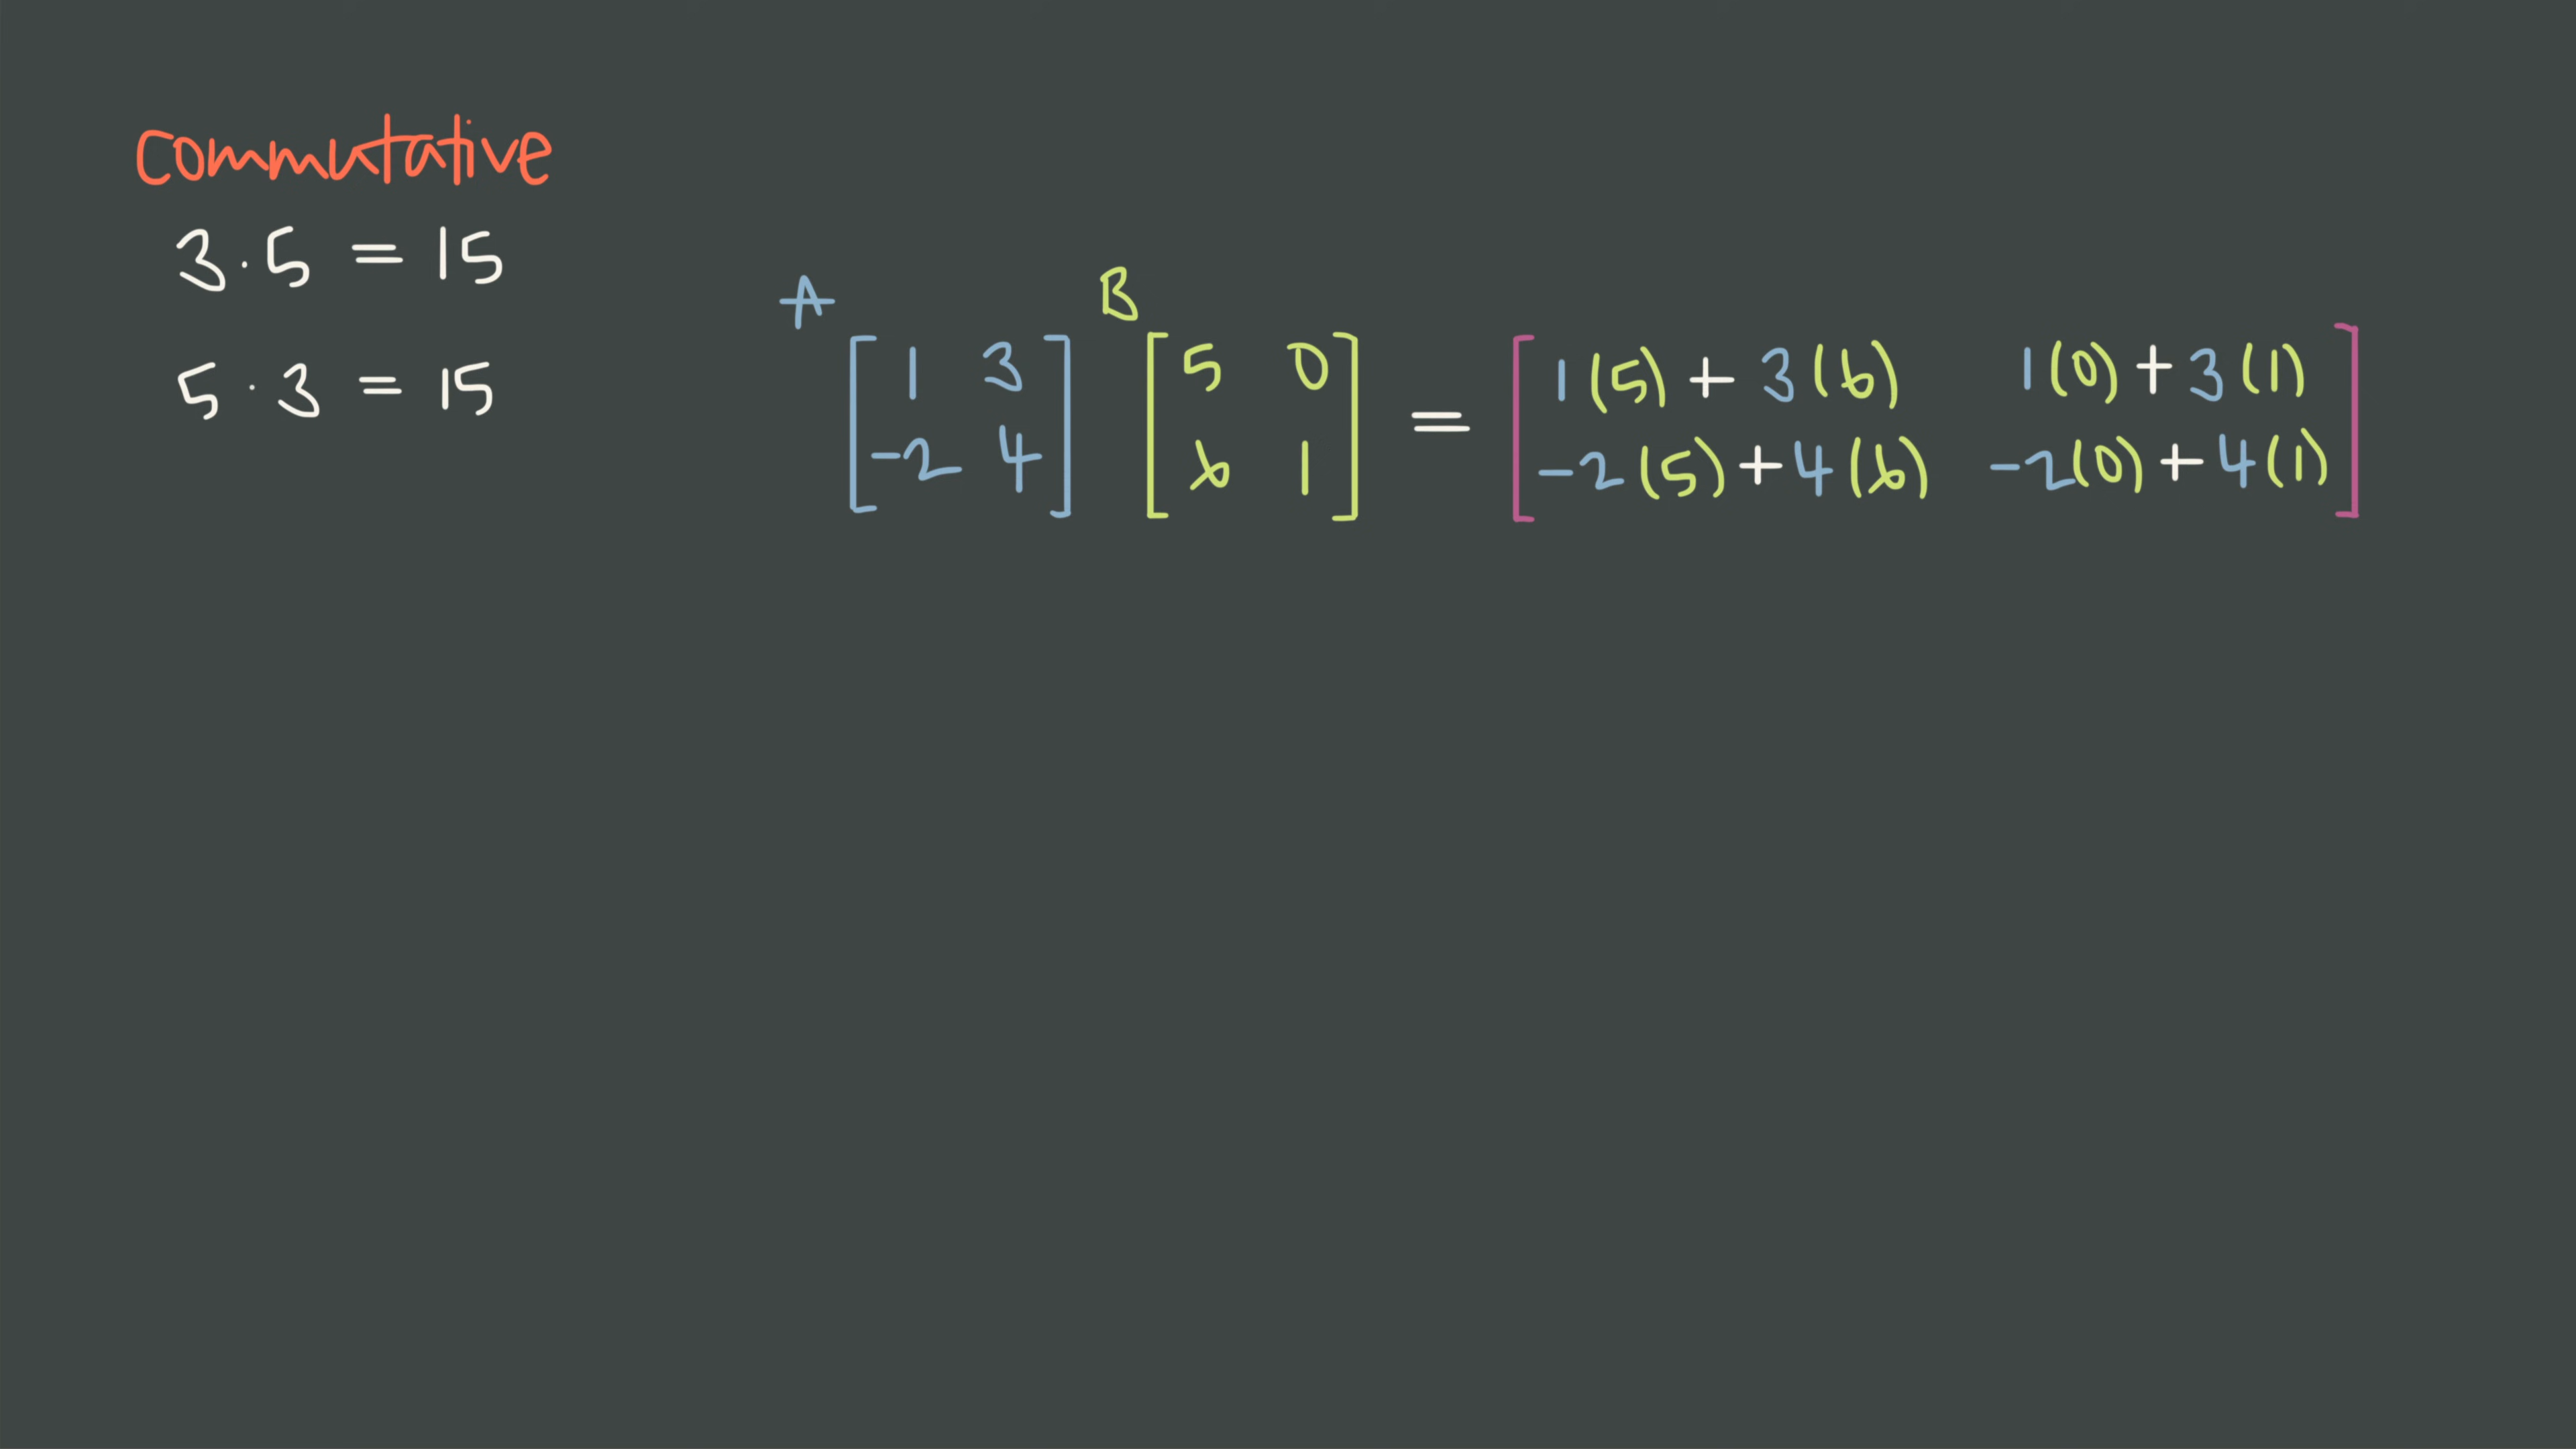 commutative
3 · 5 = 15
5 · 3 = 15
A B
[ 1 3 ] [ 5 0 ] = [ 1(5) + 3(6) 1(0) + 3(1) ]
[ -2 4 ] [ 6 1 ] [ -2(5) + 4(6) -2(0) + 4(1) ]